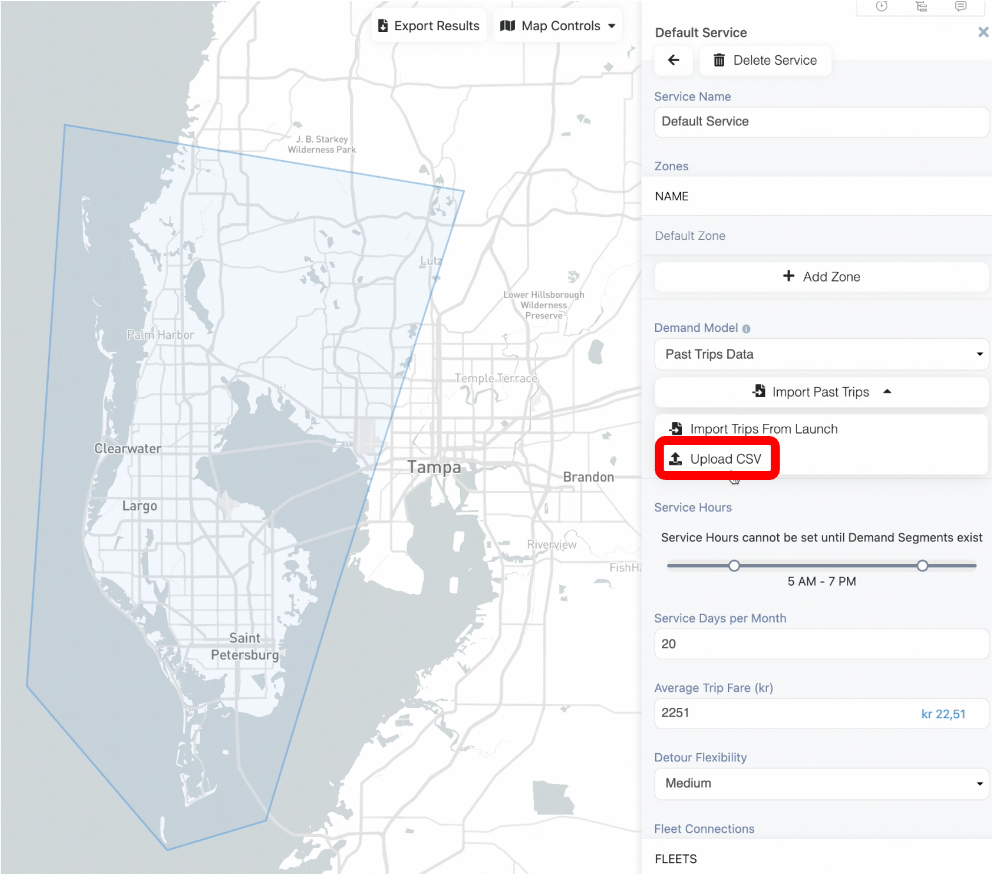 Export Results
Map Controls
Default Service
Delete Service
Service Name
Default Service
Zones
NAME
Default Zone
Add Zone
Demand Model
Past Trips Data
Import Past Trips
Import Trips From Launch
Upload CSV
Service Hours
Service Hours cannot be set until Demand Segments exist
5 AM - 7 PM
Service Days per Month
20
Average Trip Fare (kr)
2251
kr 22,51
Detour Flexibility
Medium
Fleet Connections
FLEETS
J. B. Starkey
Wilderness Park
Lutz
Lower Hillsborough
Wilderness
Preserve
Palm Harbor
Temple Terrace
Clearwater
Tampa
Brandon
Largo
Riverview
FishHa
Saint
Petersburg